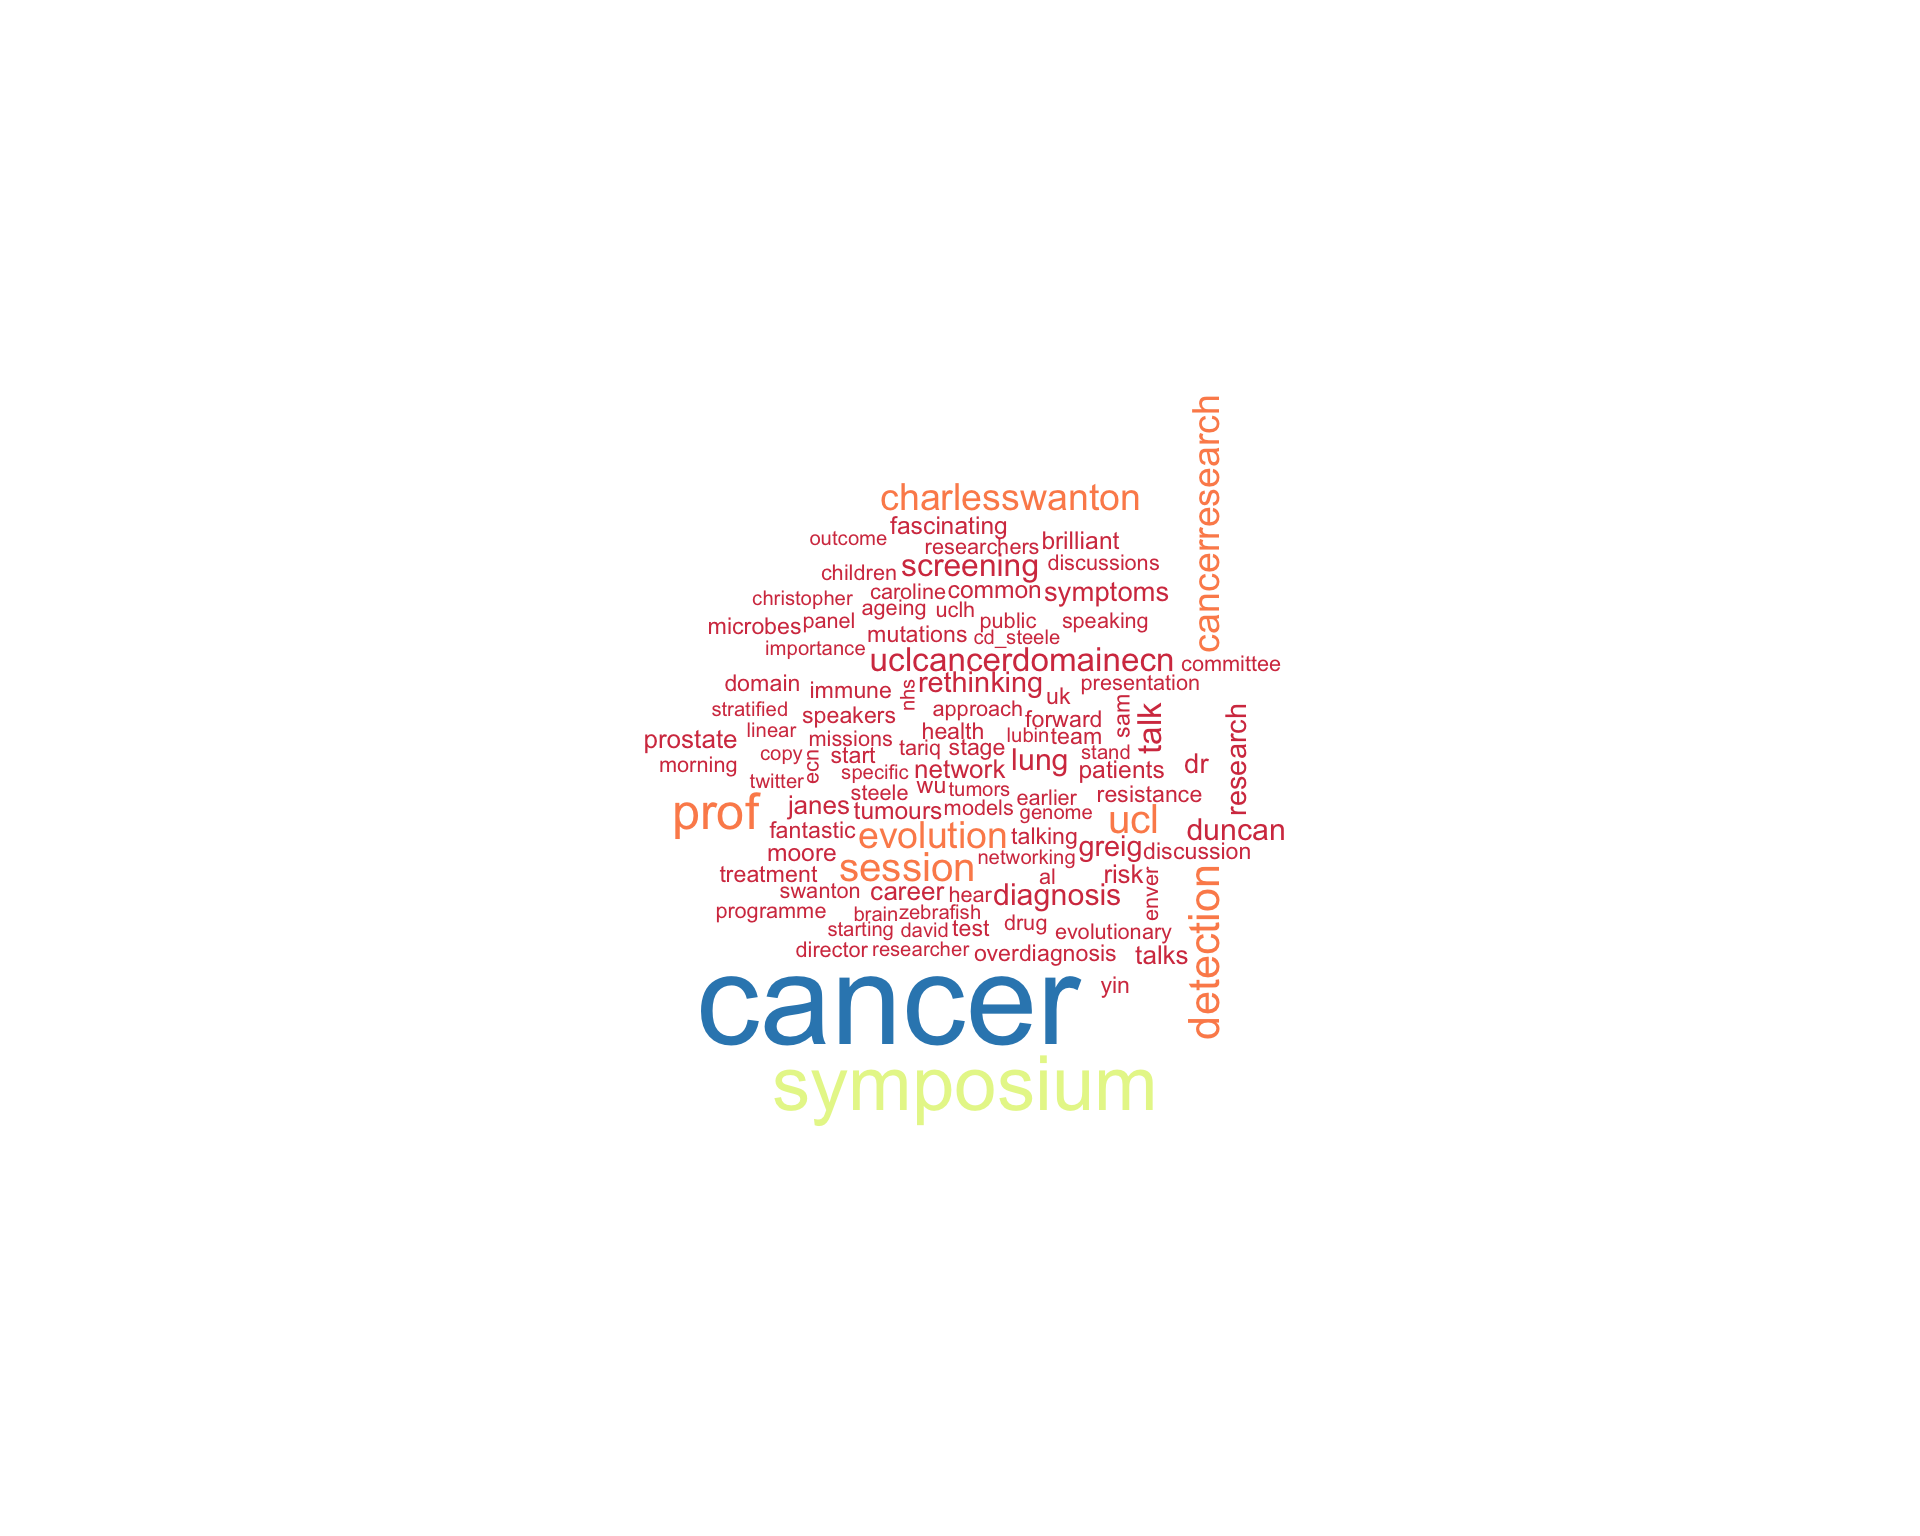 cancerresearch
charlesswanton
fascinating
outcome
researchers brilliant
screening discussions
children
caroline common symptoms
christopher ageing uclh
microbes panel public speaking
mutations cd_steele
importance
uclcancerdomainecn committee
domain immune nhs rethinking uk presentation
stratified speakers approach forward sam talk research
prostate linear missions health lubin team
morning copy ecn start tariq stage lung stand dr
twitter specific network patients
steele wu tumors earlier resistance
prof janes tumours models genome ucl
fantastic evolution talking duncan
moore session networking greig discussion
treatment al risk enver detection
swanton career hear diagnosis
programme brain zebrafish
starting david test drug evolutionary
director researcher overdiagnosis talks
cancer yin
symposium